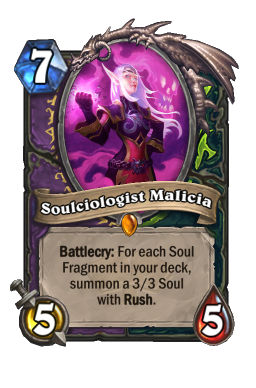 7
Soulciologist Malicia
Battlecry: For each Soul
Fragment in your deck,
summon a 3/3 Soul
with Rush.
5
5